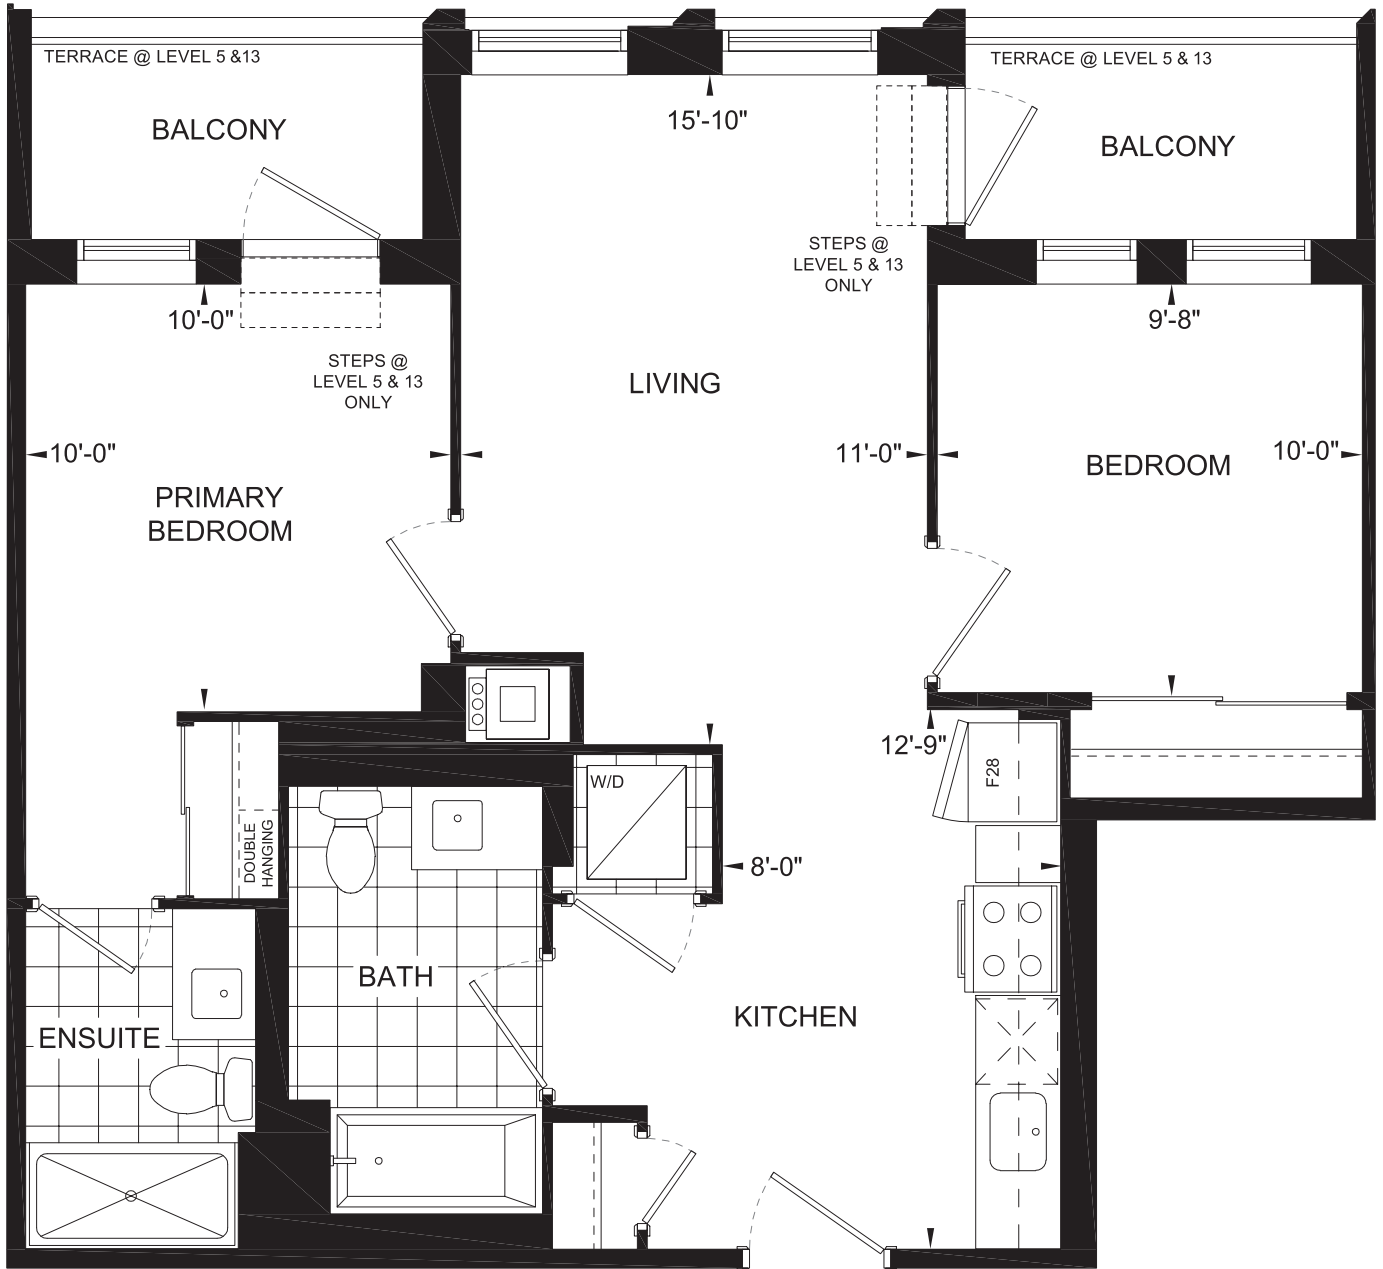 TERRACE @ LEVEL 5 &13
TERRACE @ LEVEL 5 & 13
BALCONY
15'-10"
BALCONY
STEPS @
LEVEL 5 & 13
ONLY
10'-0"
9'-8"
STEPS @
LEVEL 5 & 13
ONLY
LIVING
10'-0"
11'-0"
10'-0"
BEDROOM
PRIMARY
BEDROOM
12'-9"
F28
W/D
DOUBLE
HANGING
8'-0"
BATH
KITCHEN
ENSUITE